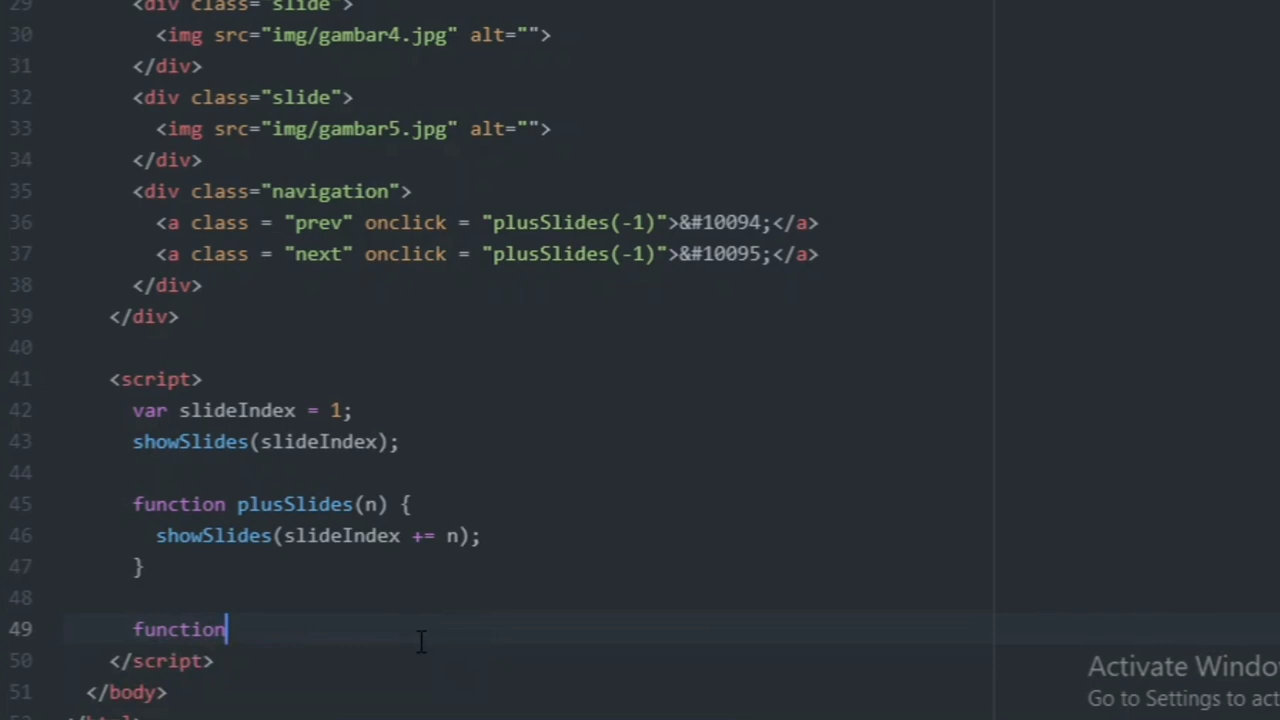 29 <div class="slide">
30 <img src="img/gambar4.jpg" alt="">
31 </div>
32 <div class="slide">
33 <img src="img/gambar5.jpg" alt="">
34 </div>
35 <div class="navigation">
36 <a class = "prev" onclick = "plusSlides(-1)">&#10094;</a>
37 <a class = "next" onclick = "plusSlides(-1)">&#10095;</a>
38 </div>
39 </div>
40
41 <script>
42 var slideIndex = 1;
43 showSlides(slideIndex);
44
45 function plusSlides(n) {
46 showSlides(slideIndex += n);
47 }
48
49 function
50 </script>
Activate Windo
51 </body>
Go to Settings to act